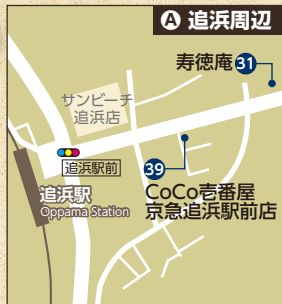 A 追浜周辺
寿徳庵 31
サンビーチ
追浜店
追浜駅前
39
追浜駅
Oppama Station
CoCo壱番屋
京急追浜駅前店